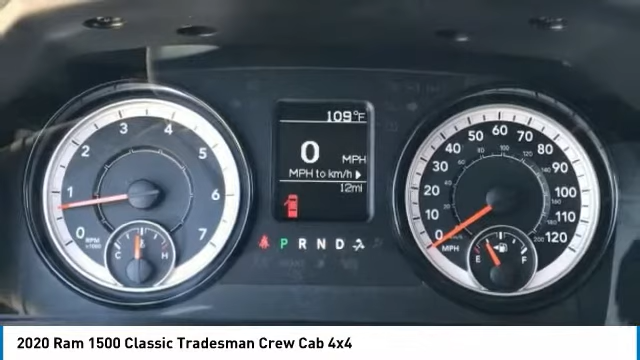 109°F
0 MPH
MPH to km/h ▶
12mi
0 1 2 3 4 5 6 7
RPM x1000
C H
P R N D
0 10 20 30 40 50 60 70 80 90 100 110 120
MPH
E F
2020 Ram 1500 Classic Tradesman Crew Cab 4x4